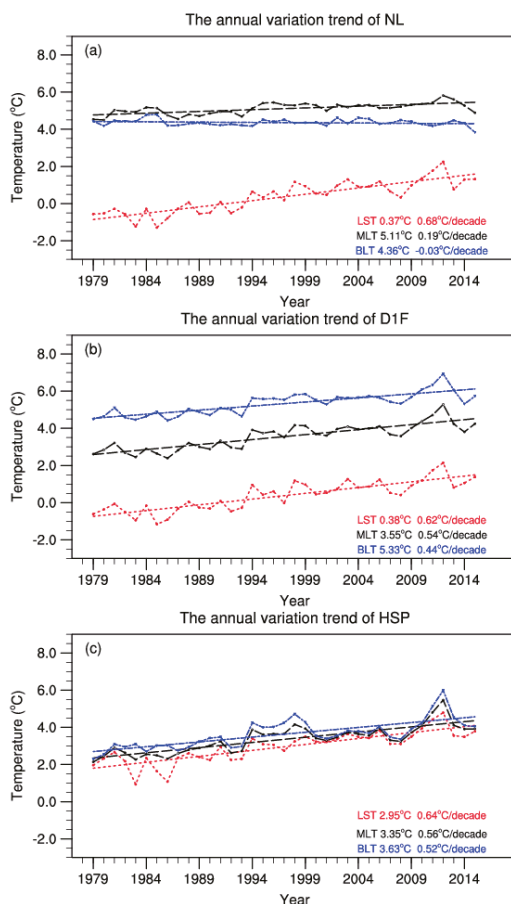 The annual variation trend of NL
(a)
8.0
6.0
4.0
2.0
0.0
-2.0
Temperature (°C)
LST 0.37°C 0.68°C/decade
MLT 5.11°C 0.19°C/decade
BLT 4.36°C -0.03°C/decade
1979 1984 1989 1994 1999 2004 2009 2014
Year
The annual variation trend of D1F
(b)
8.0
6.0
4.0
2.0
0.0
-2.0
Temperature (°C)
LST 0.38°C 0.62°C/decade
MLT 3.55°C 0.54°C/decade
BLT 5.33°C 0.44°C/decade
1979 1984 1989 1994 1999 2004 2009 2014
Year
The annual variation trend of HSP
(c)
8.0
6.0
4.0
2.0
0.0
-2.0
Temperature (°C)
LST 2.95°C 0.64°C/decade
MLT 3.35°C 0.56°C/decade
BLT 3.63°C 0.52°C/decade
1979 1984 1989 1994 1999 2004 2009 2014
Year